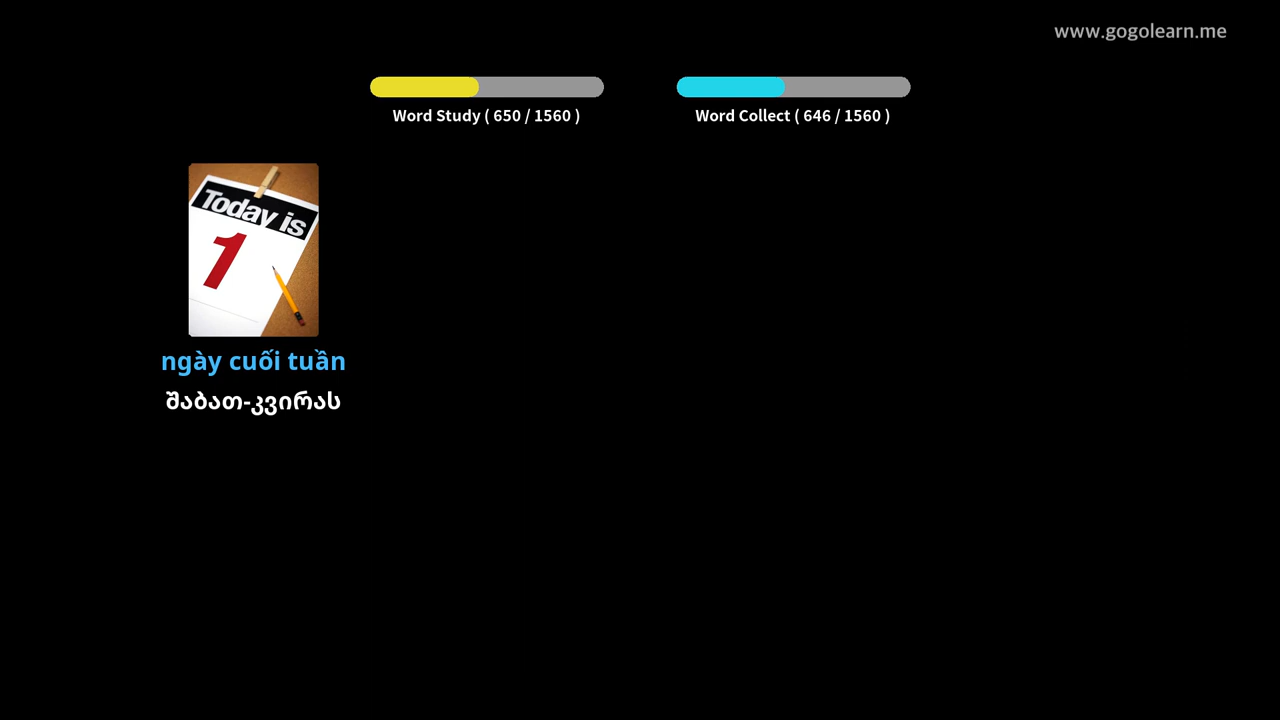 www.gogolearn.me
Word Study ( 650 / 1560 )
Word Collect ( 646 / 1560 )
Today is
1
ngày cuối tuần
შაბათ-კვირას